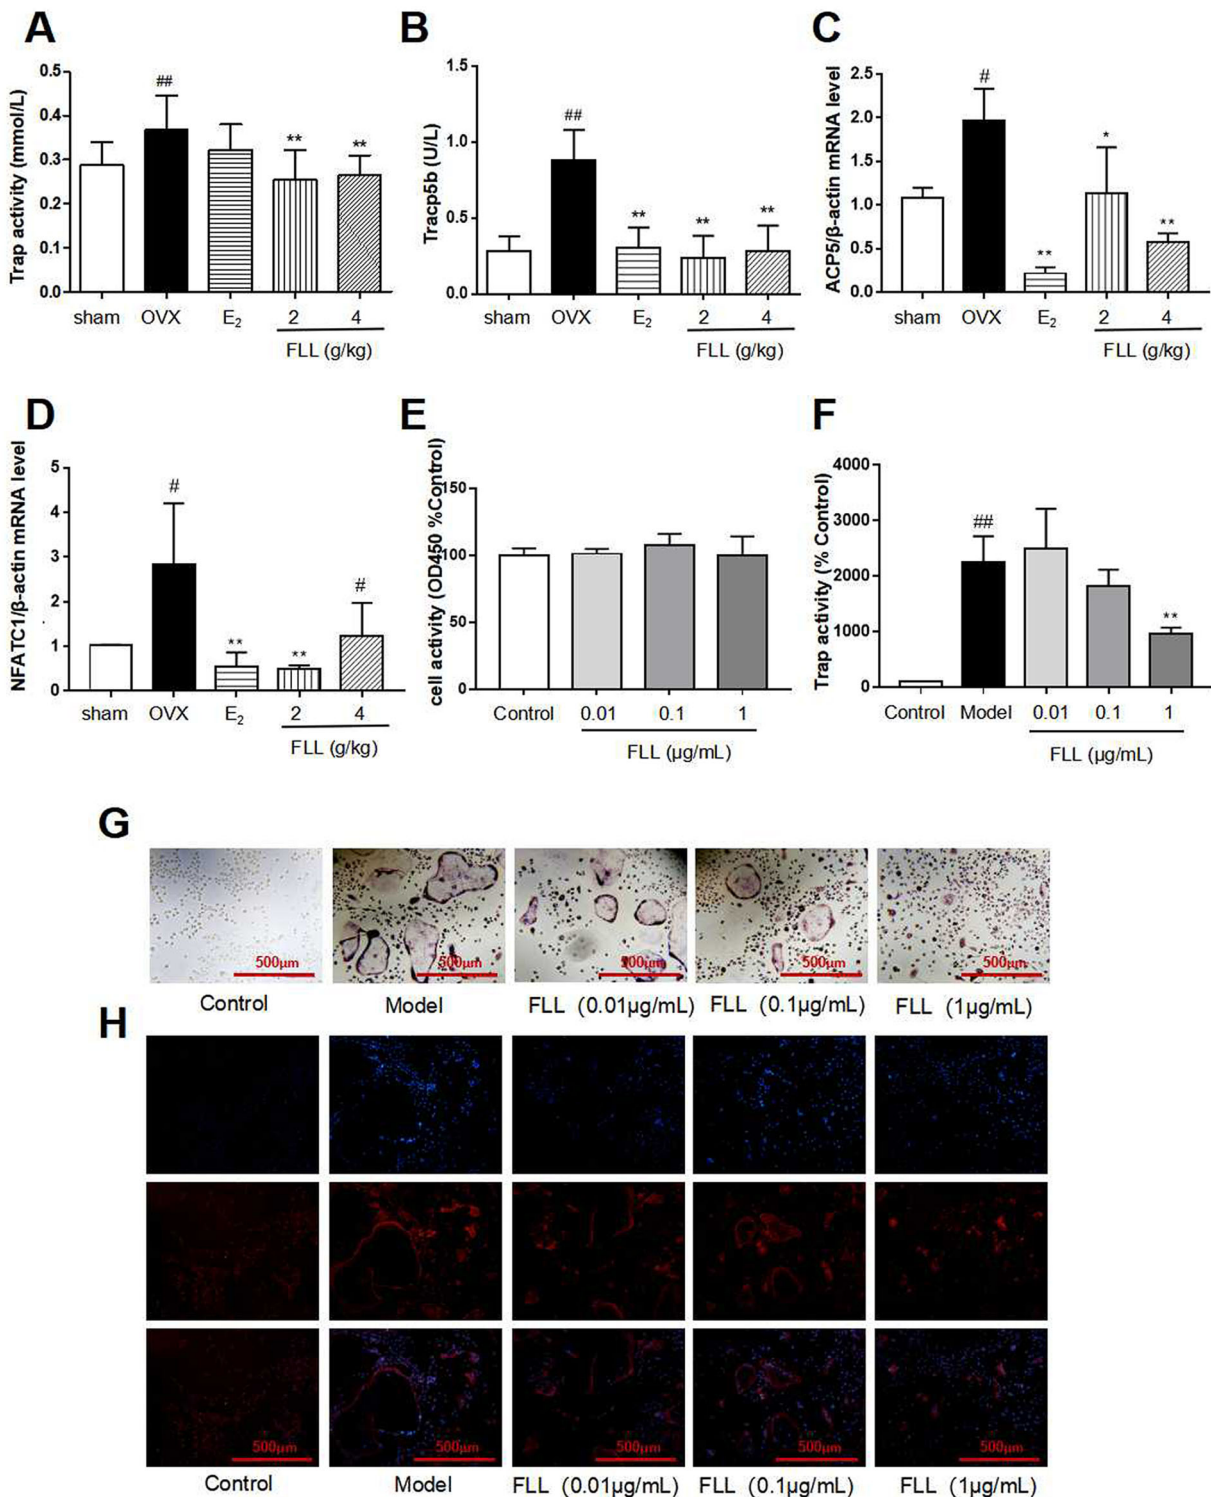 A
Trap activity (mmol/L)
0.5
0.4
0.3
0.2
0.1
0.0
##
**
**
sham
OVX
E2
2
4
FLL (g/kg)
B
Tracp5b (U/L)
1.5
1.0
0.5
0.0
##
**
**
**
sham
OVX
E2
2
4
FLL (g/kg)
C
ACP5/β-actin mRNA level
2.5
2.0
1.5
1.0
0.5
0.0
#
**
*
**
sham
OVX
E2
2
4
FLL (g/kg)
D
NFATC1/β-actin mRNA level
5
4
3
2
1
0
#
**
**
#
sham
OVX
E2
2
4
FLL (g/kg)
E
cell activity (OD450 %Control)
150
100
50
0
Control
0.01
0.1
1
FLL (µg/mL)
F
Trap activity (% Control)
4000
3000
2000
1000
0
##
**
Control
Model
0.01
0.1
1
FLL (µg/mL)
G
500µm
500µm
500µm
500µm
500µm
Control
Model
FLL (0.01µg/mL)
FLL (0.1µg/mL)
FLL (1µg/mL)
H
500µm
500µm
500µm
500µm
500µm
Control
Model
FLL (0.01µg/mL)
FLL (0.1µg/mL)
FLL (1µg/mL)